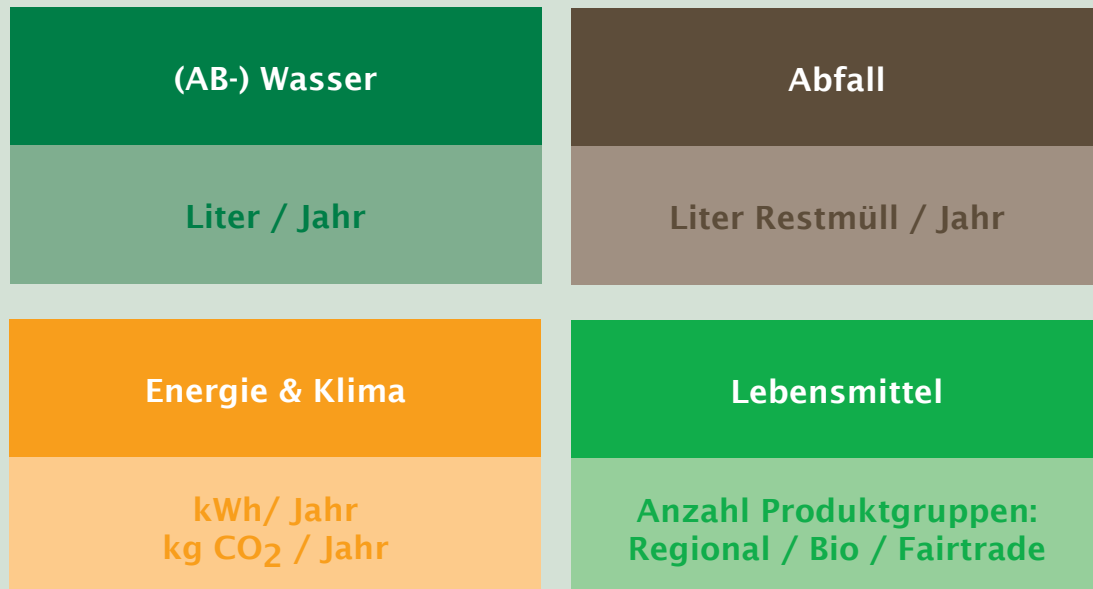 (AB-) Wasser
Liter / Jahr
Abfall
Liter Restmüll / Jahr
Energie & Klima
kWh/ Jahr
kg CO2 / Jahr
Lebensmittel
Anzahl Produktgruppen:
Regional / Bio / Fairtrade